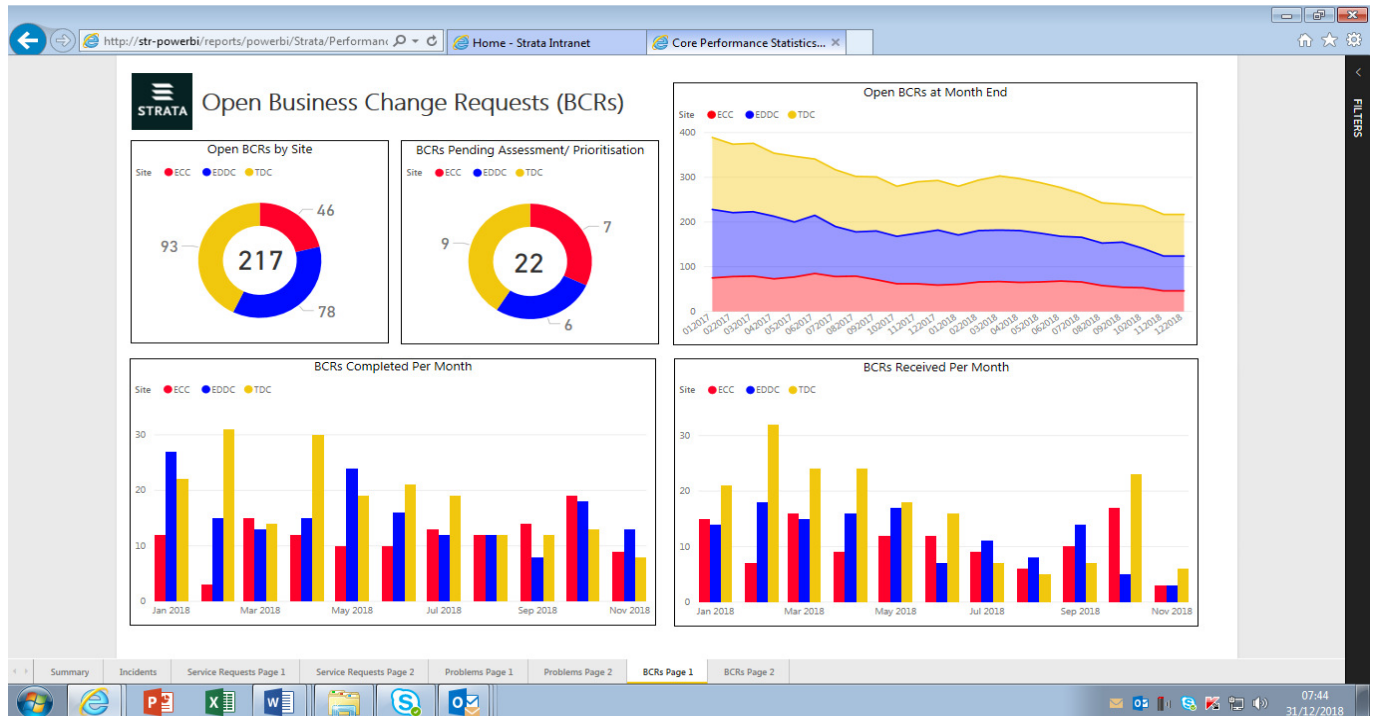 http://str-powerbi/reports/powerbi/Strata/Performanc
Home - Strata Intranet
Core Performance Statistics...
FILTERS
STRATA
Open Business Change Requests (BCRs)
Open BCRs by Site
Site ECC EDDC TDC
46
93
217
78
BCRs Pending Assessment/ Prioritisation
Site ECC EDDC TDC
7
9
22
6
Open BCRs at Month End
Site ECC EDDC TDC
400
300
200
100
0
012017 022017 032017 042017 052017 062017 072017 082017 092017 102017 112017 122017 012018 022018 032018 042018 052018 062018 072018 082018 092018 102018 112018 122018
BCRs Completed Per Month
Site ECC EDDC TDC
30
20
10
0
Jan 2018 Mar 2018 May 2018 Jul 2018 Sep 2018 Nov 2018
BCRs Received Per Month
Site ECC EDDC TDC
30
20
10
0
Jan 2018 Mar 2018 May 2018 Jul 2018 Sep 2018 Nov 2018
Summary Incidents Service Requests Page 1 Service Requests Page 2 Problems Page 1 Problems Page 2 BCRs Page 1 BCRs Page 2
07:44
31/12/2018